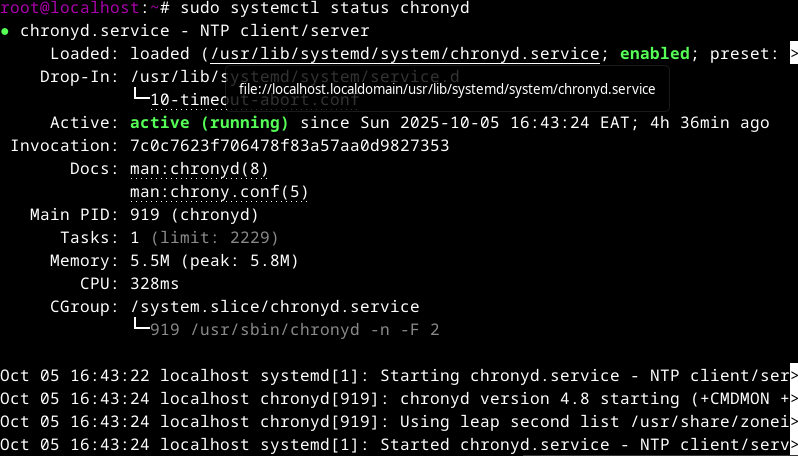 root@localhost:~# sudo systemctl status chronyd
● chronyd.service - NTP client/server
Loaded: loaded (/usr/lib/systemd/system/chronyd.service; enabled; preset: >
Drop-In: /usr/lib/systemd/system/service.d
└─10-timeout-abort.conf
file://localhost.localdomain/usr/lib/systemd/system/chronyd.service
Active: active (running) since Sun 2025-10-05 16:43:24 EAT; 4h 36min ago
Invocation: 7c0c7623f706478f83a57aa0d9827353
Docs: man:chronyd(8)
man:chrony.conf(5)
Main PID: 919 (chronyd)
Tasks: 1 (limit: 2229)
Memory: 5.5M (peak: 5.8M)
CPU: 328ms
CGroup: /system.slice/chronyd.service
└─919 /usr/sbin/chronyd -n -F 2
Oct 05 16:43:22 localhost systemd[1]: Starting chronyd.service - NTP client/ser>
Oct 05 16:43:24 localhost chronyd[919]: chronyd version 4.8 starting (+CMDMON +>
Oct 05 16:43:24 localhost chronyd[919]: Using leap second list /usr/share/zonei>
Oct 05 16:43:24 localhost systemd[1]: Started chronyd.service - NTP client/serv>